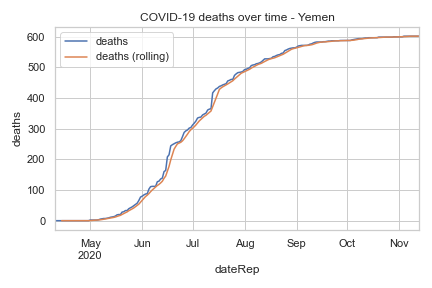 COVID-19 deaths over time - Yemen
deaths
deaths (rolling)
600
500
400
300
200
100
0
deaths
May Jun Jul Aug Sep Oct Nov
2020
dateRep